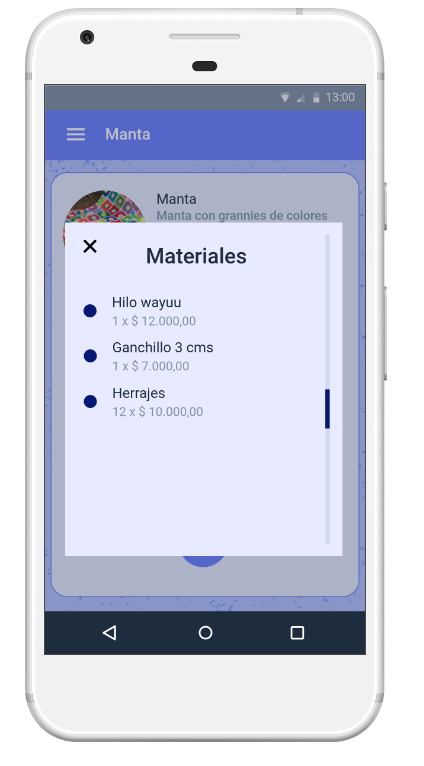 13:00
Manta
Manta
Manta con grannies de colores
Materiales
Hilo wayuu
1 x $ 12.000,00
Ganchillo 3 cms
1 x $ 7.000,00
Herrajes
12 x $ 10.000,00